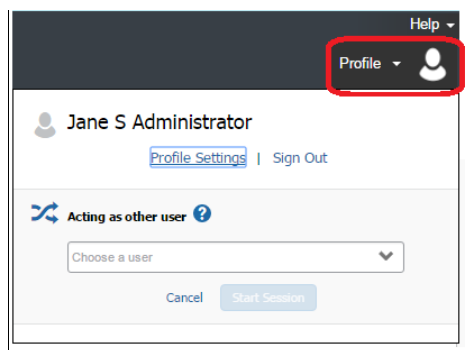 Help
Profile
Jane S Administrator
Profile Settings | Sign Out
Acting as other user ?
Choose a user
Cancel Start Session